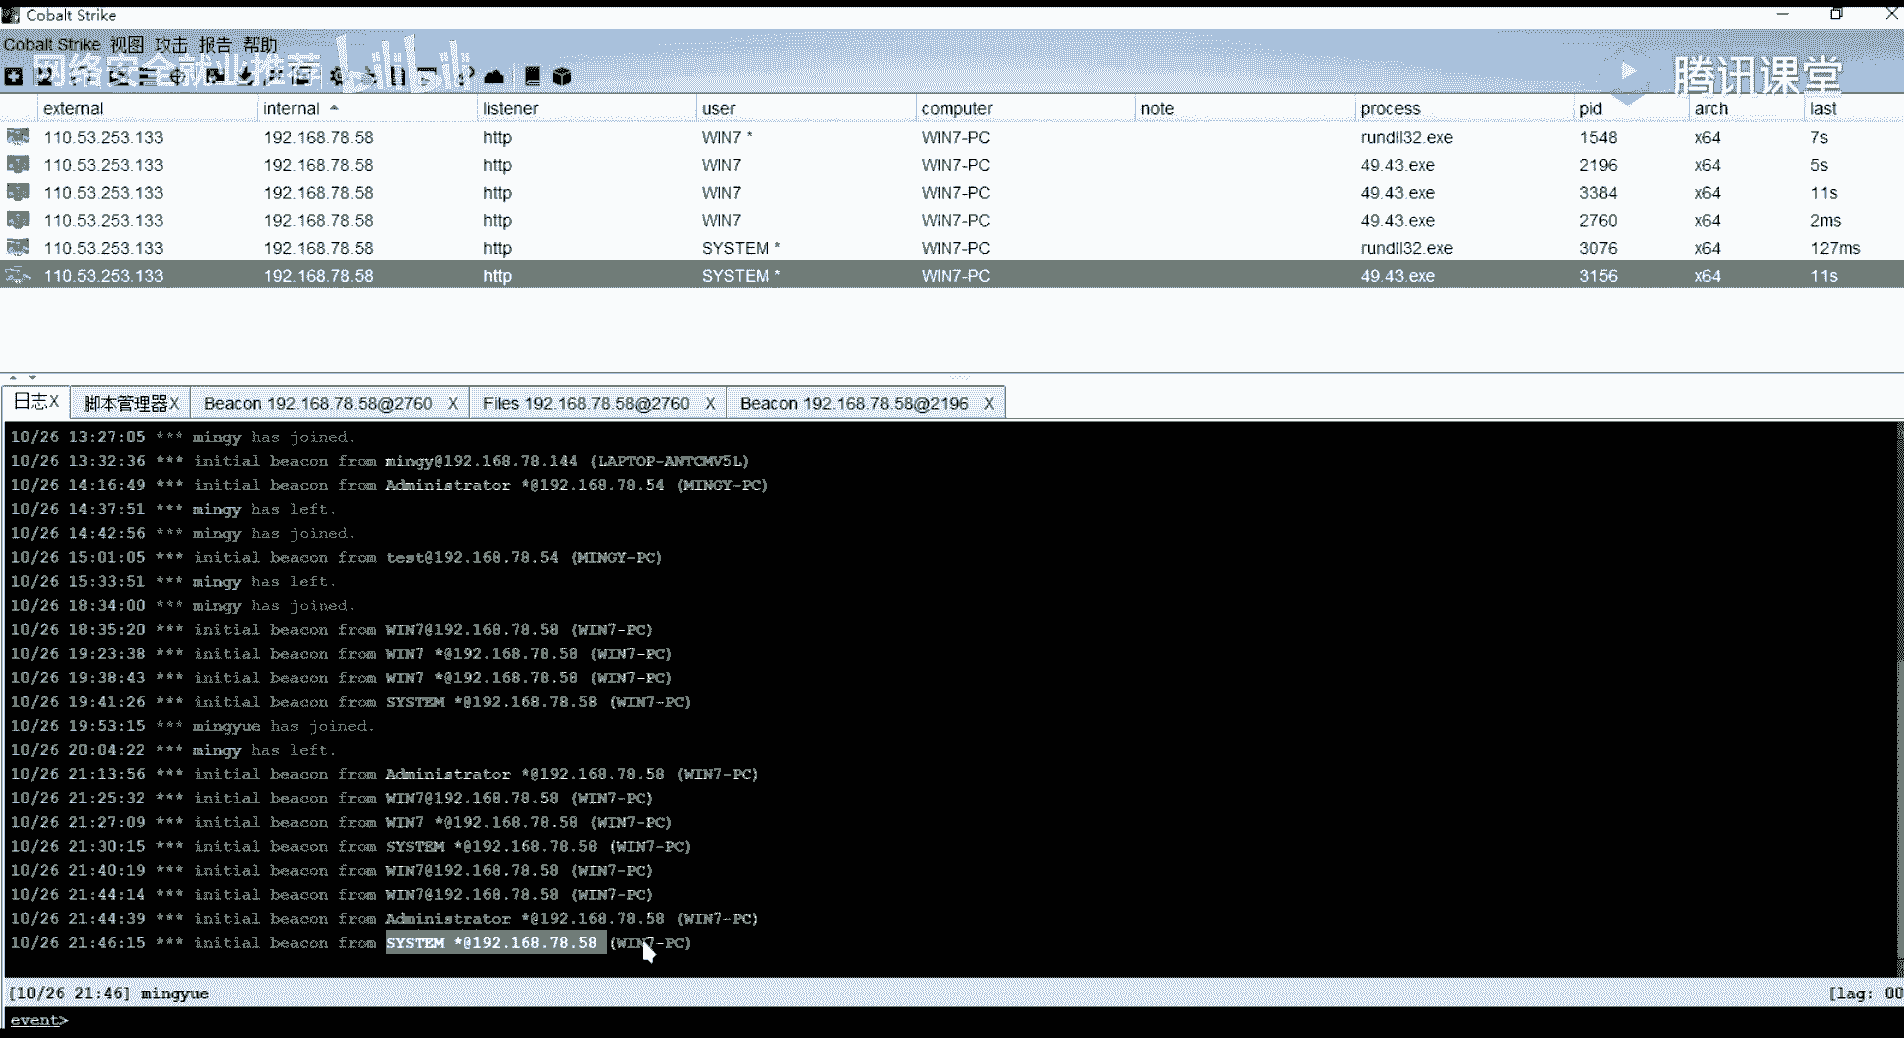 Cobalt Strike
Cobalt Strike 视图 攻击 报告 帮助
网络安全就业推荐 bilibili 腾讯课堂
external internal listener user computer note process pid arch last
110.53.253.133 192.168.78.58 http WIN7 * WIN7-PC rundll32.exe 1548 x64 7s
110.53.253.133 192.168.78.58 http WIN7 WIN7-PC 49.43.exe 2196 x64 5s
110.53.253.133 192.168.78.58 http WIN7 WIN7-PC 49.43.exe 3384 x64 11s
110.53.253.133 192.168.78.58 http WIN7 WIN7-PC 49.43.exe 2760 x64 2ms
110.53.253.133 192.168.78.58 http SYSTEM * WIN7-PC rundll32.exe 3076 x64 127ms
110.53.253.133 192.168.78.58 http SYSTEM * WIN7-PC 49.43.exe 3156 x64 11s
日志X 脚本管理器X Beacon 192.168.78.58@2760 X Files 192.168.78.58@2760 X Beacon 192.168.78.58@2196 X
10/26 13:27:05 *** mingy has joined.
10/26 13:32:36 *** initial beacon from mingy@192.168.78.144 (LAPTOP-ANTCMV5L)
10/26 14:16:49 *** initial beacon from Administrator *@192.168.78.54 (MINGY-PC)
10/26 14:37:51 *** mingy has left.
10/26 14:42:56 *** mingy has joined.
10/26 15:01:05 *** initial beacon from test@192.168.78.54 (MINGY-PC)
10/26 15:33:51 *** mingy has left.
10/26 18:34:00 *** mingy has joined.
10/26 18:35:20 *** initial beacon from WIN7@192.168.78.58 (WIN7-PC)
10/26 19:23:38 *** initial beacon from WIN7 *@192.168.78.58 (WIN7-PC)
10/26 19:38:43 *** initial beacon from WIN7 *@192.168.78.58 (WIN7-PC)
10/26 19:41:26 *** initial beacon from SYSTEM *@192.168.78.58 (WIN7-PC)
10/26 19:53:15 *** mingyue has joined.
10/26 20:04:22 *** mingy has left.
10/26 21:13:56 *** initial beacon from Administrator *@192.168.78.58 (WIN7-PC)
10/26 21:25:32 *** initial beacon from WIN7@192.168.78.58 (WIN7-PC)
10/26 21:27:09 *** initial beacon from WIN7 *@192.168.78.58 (WIN7-PC)
10/26 21:30:15 *** initial beacon from SYSTEM *@192.168.78.58 (WIN7-PC)
10/26 21:40:19 *** initial beacon from WIN7@192.168.78.58 (WIN7-PC)
10/26 21:44:14 *** initial beacon from WIN7@192.168.78.58 (WIN7-PC)
10/26 21:44:39 *** initial beacon from Administrator *@192.168.78.58 (WIN7-PC)
10/26 21:46:15 *** initial beacon from SYSTEM *@192.168.78.58 (WIN7-PC)
[10/26 21:46] mingyue [lag: 00
event>